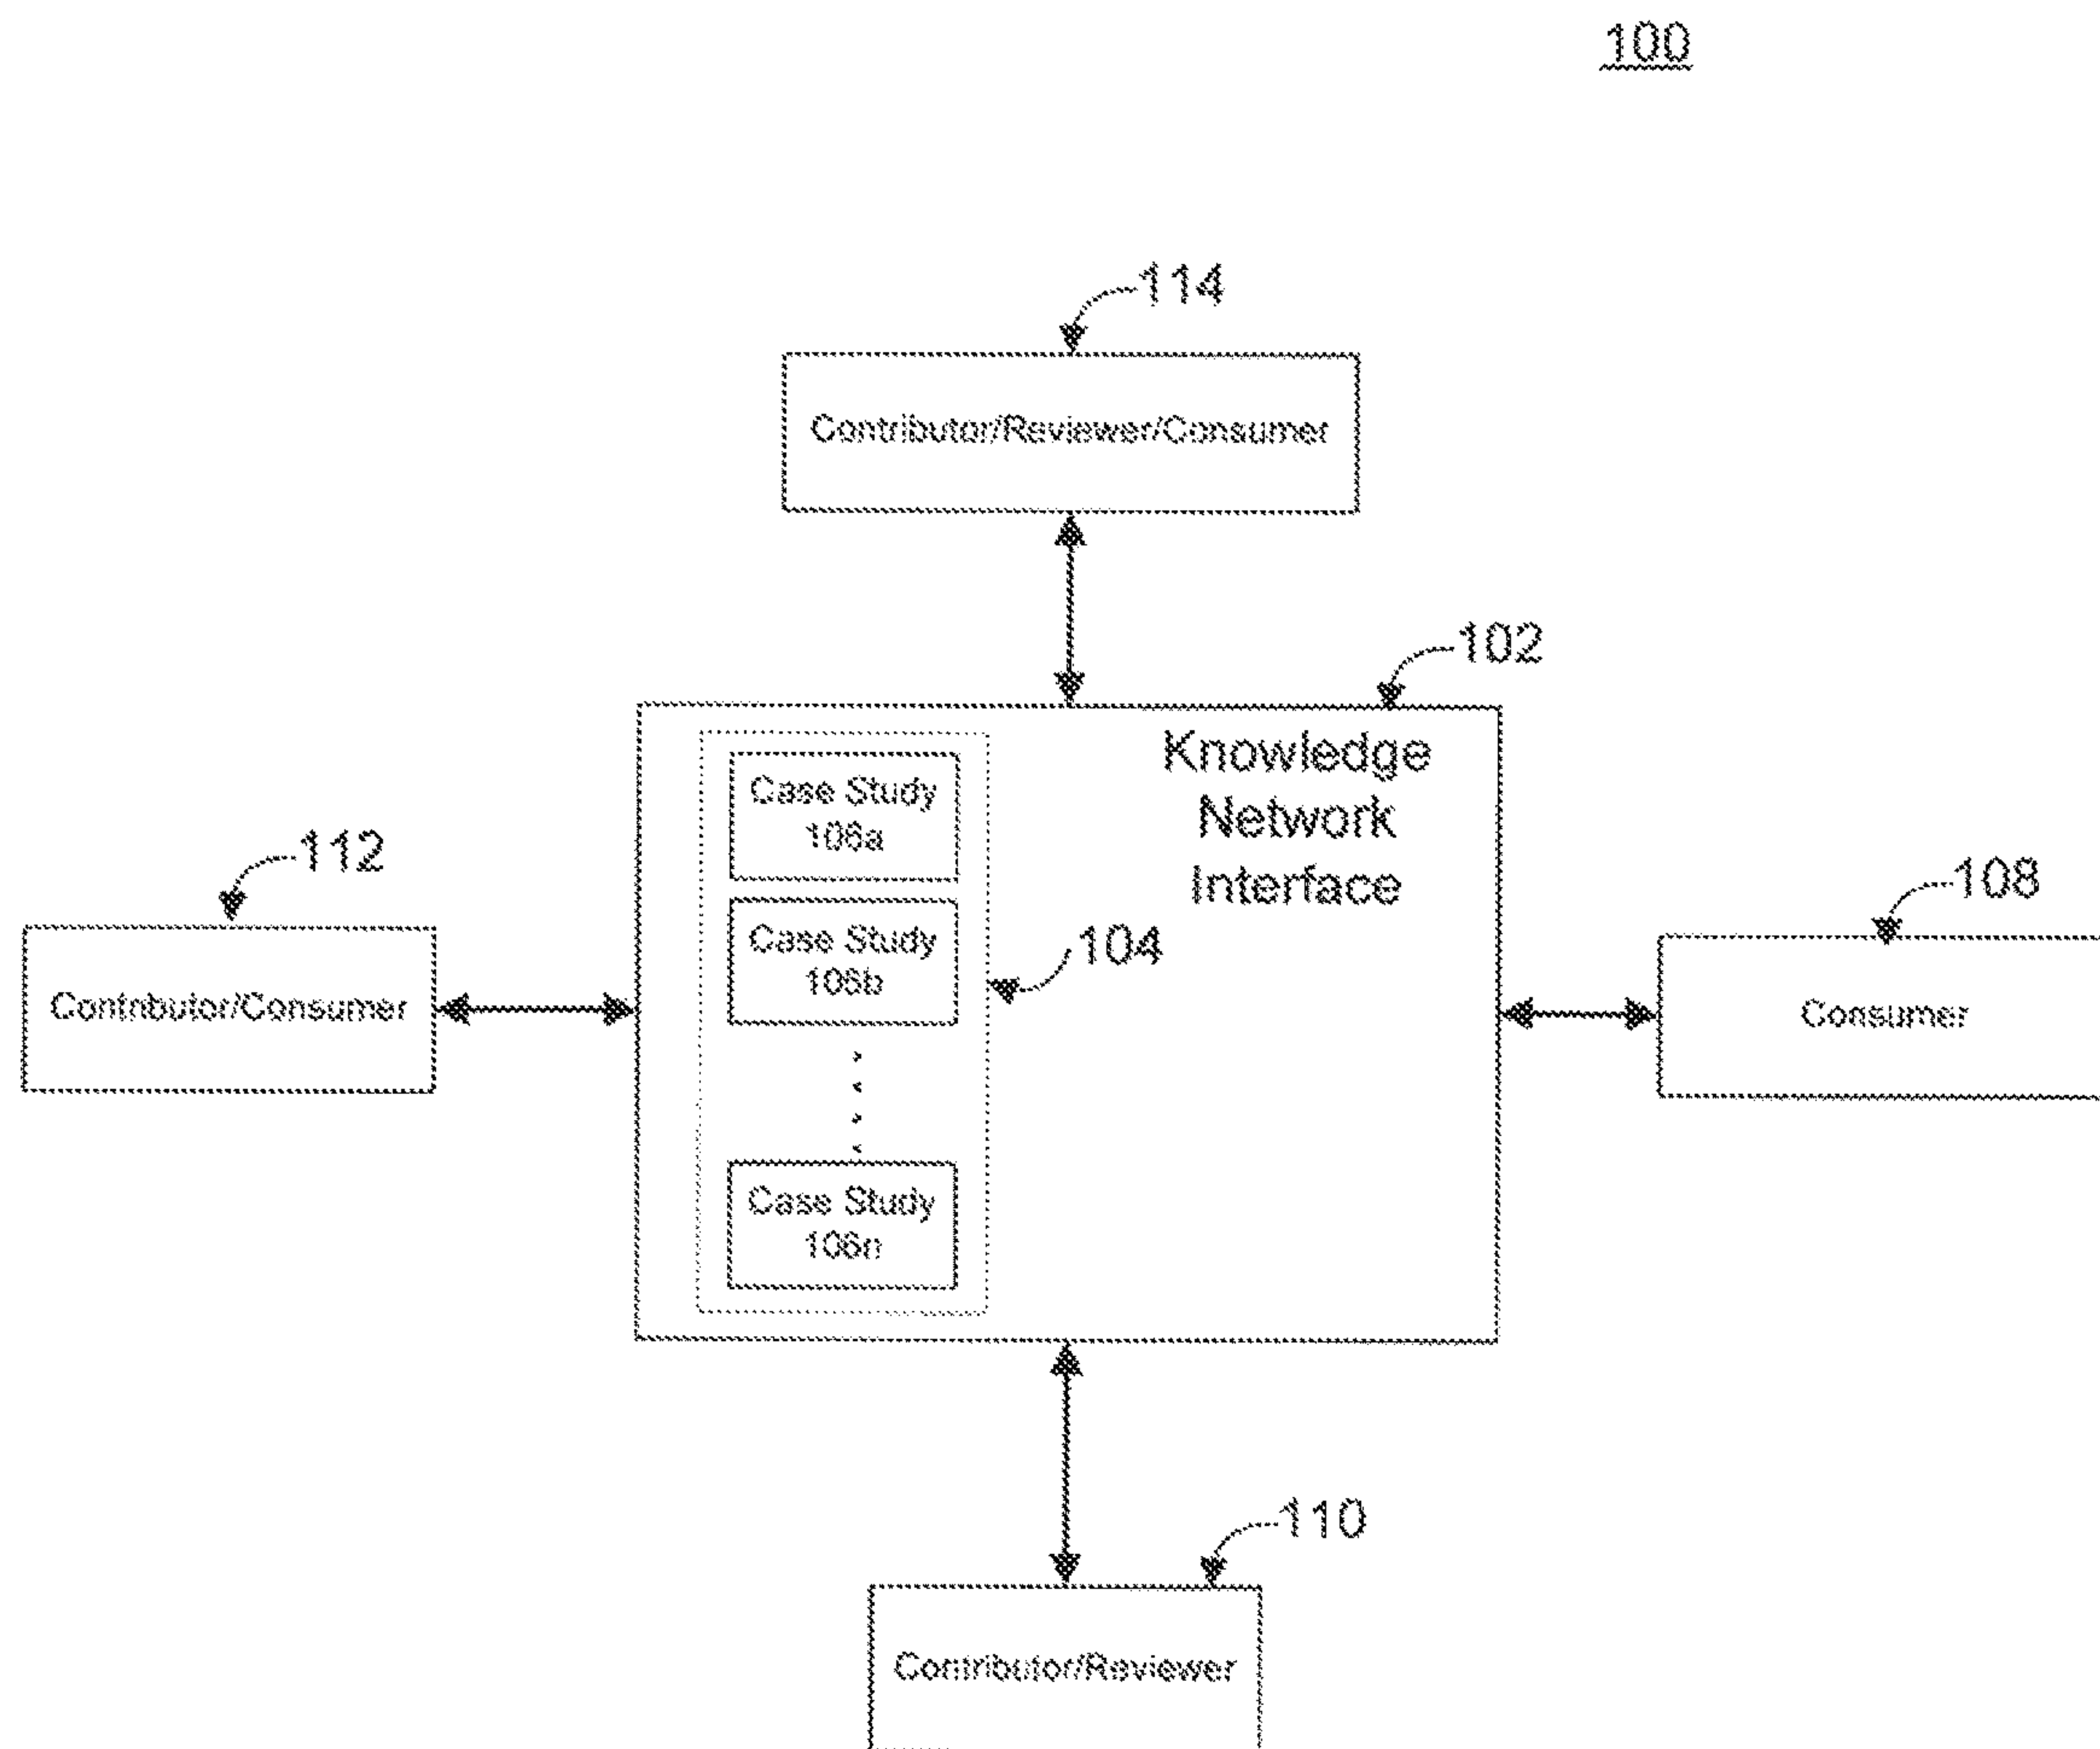 100
114
Contributor/Reviewer/Consumer
102
Knowledge
Network
Interface
Case Study
106a
112
108
Case Study
106b
104
Contributor/Consumer
Consumer
Case Study
106n
110
Contributor/Reviewer